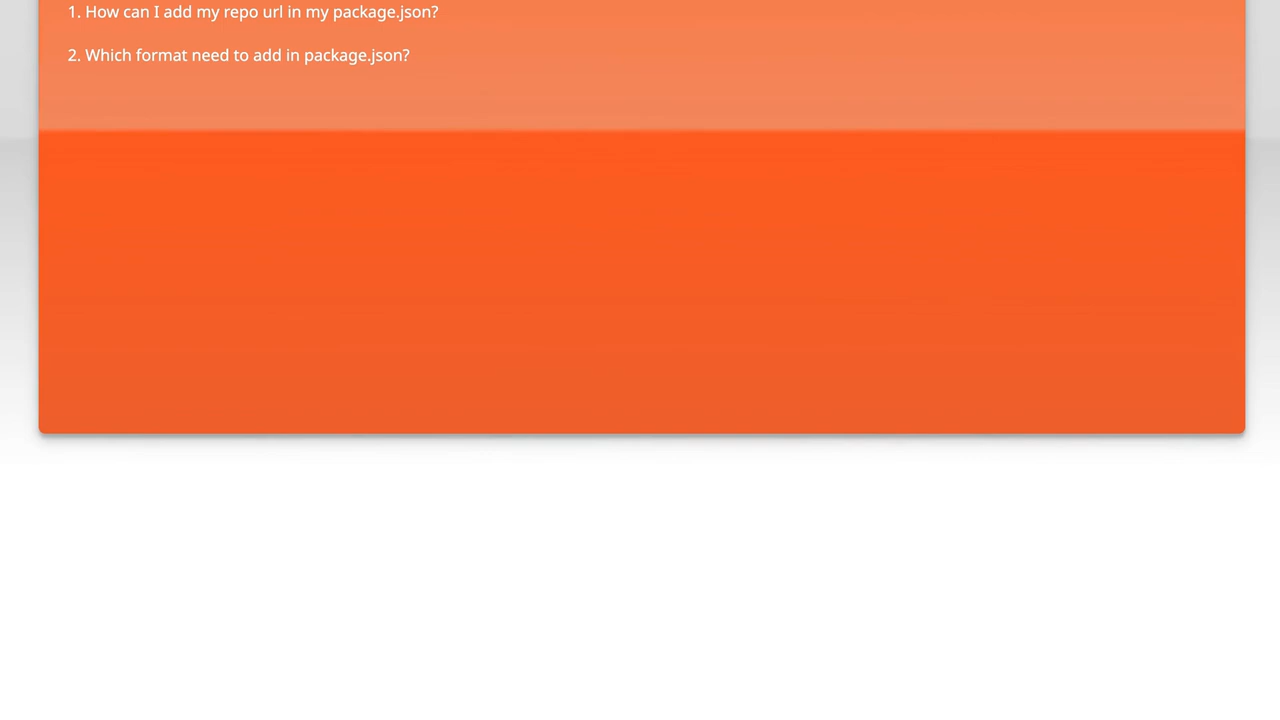 1. How can I add my repo url in my package.json?
2. Which format need to add in package.json?